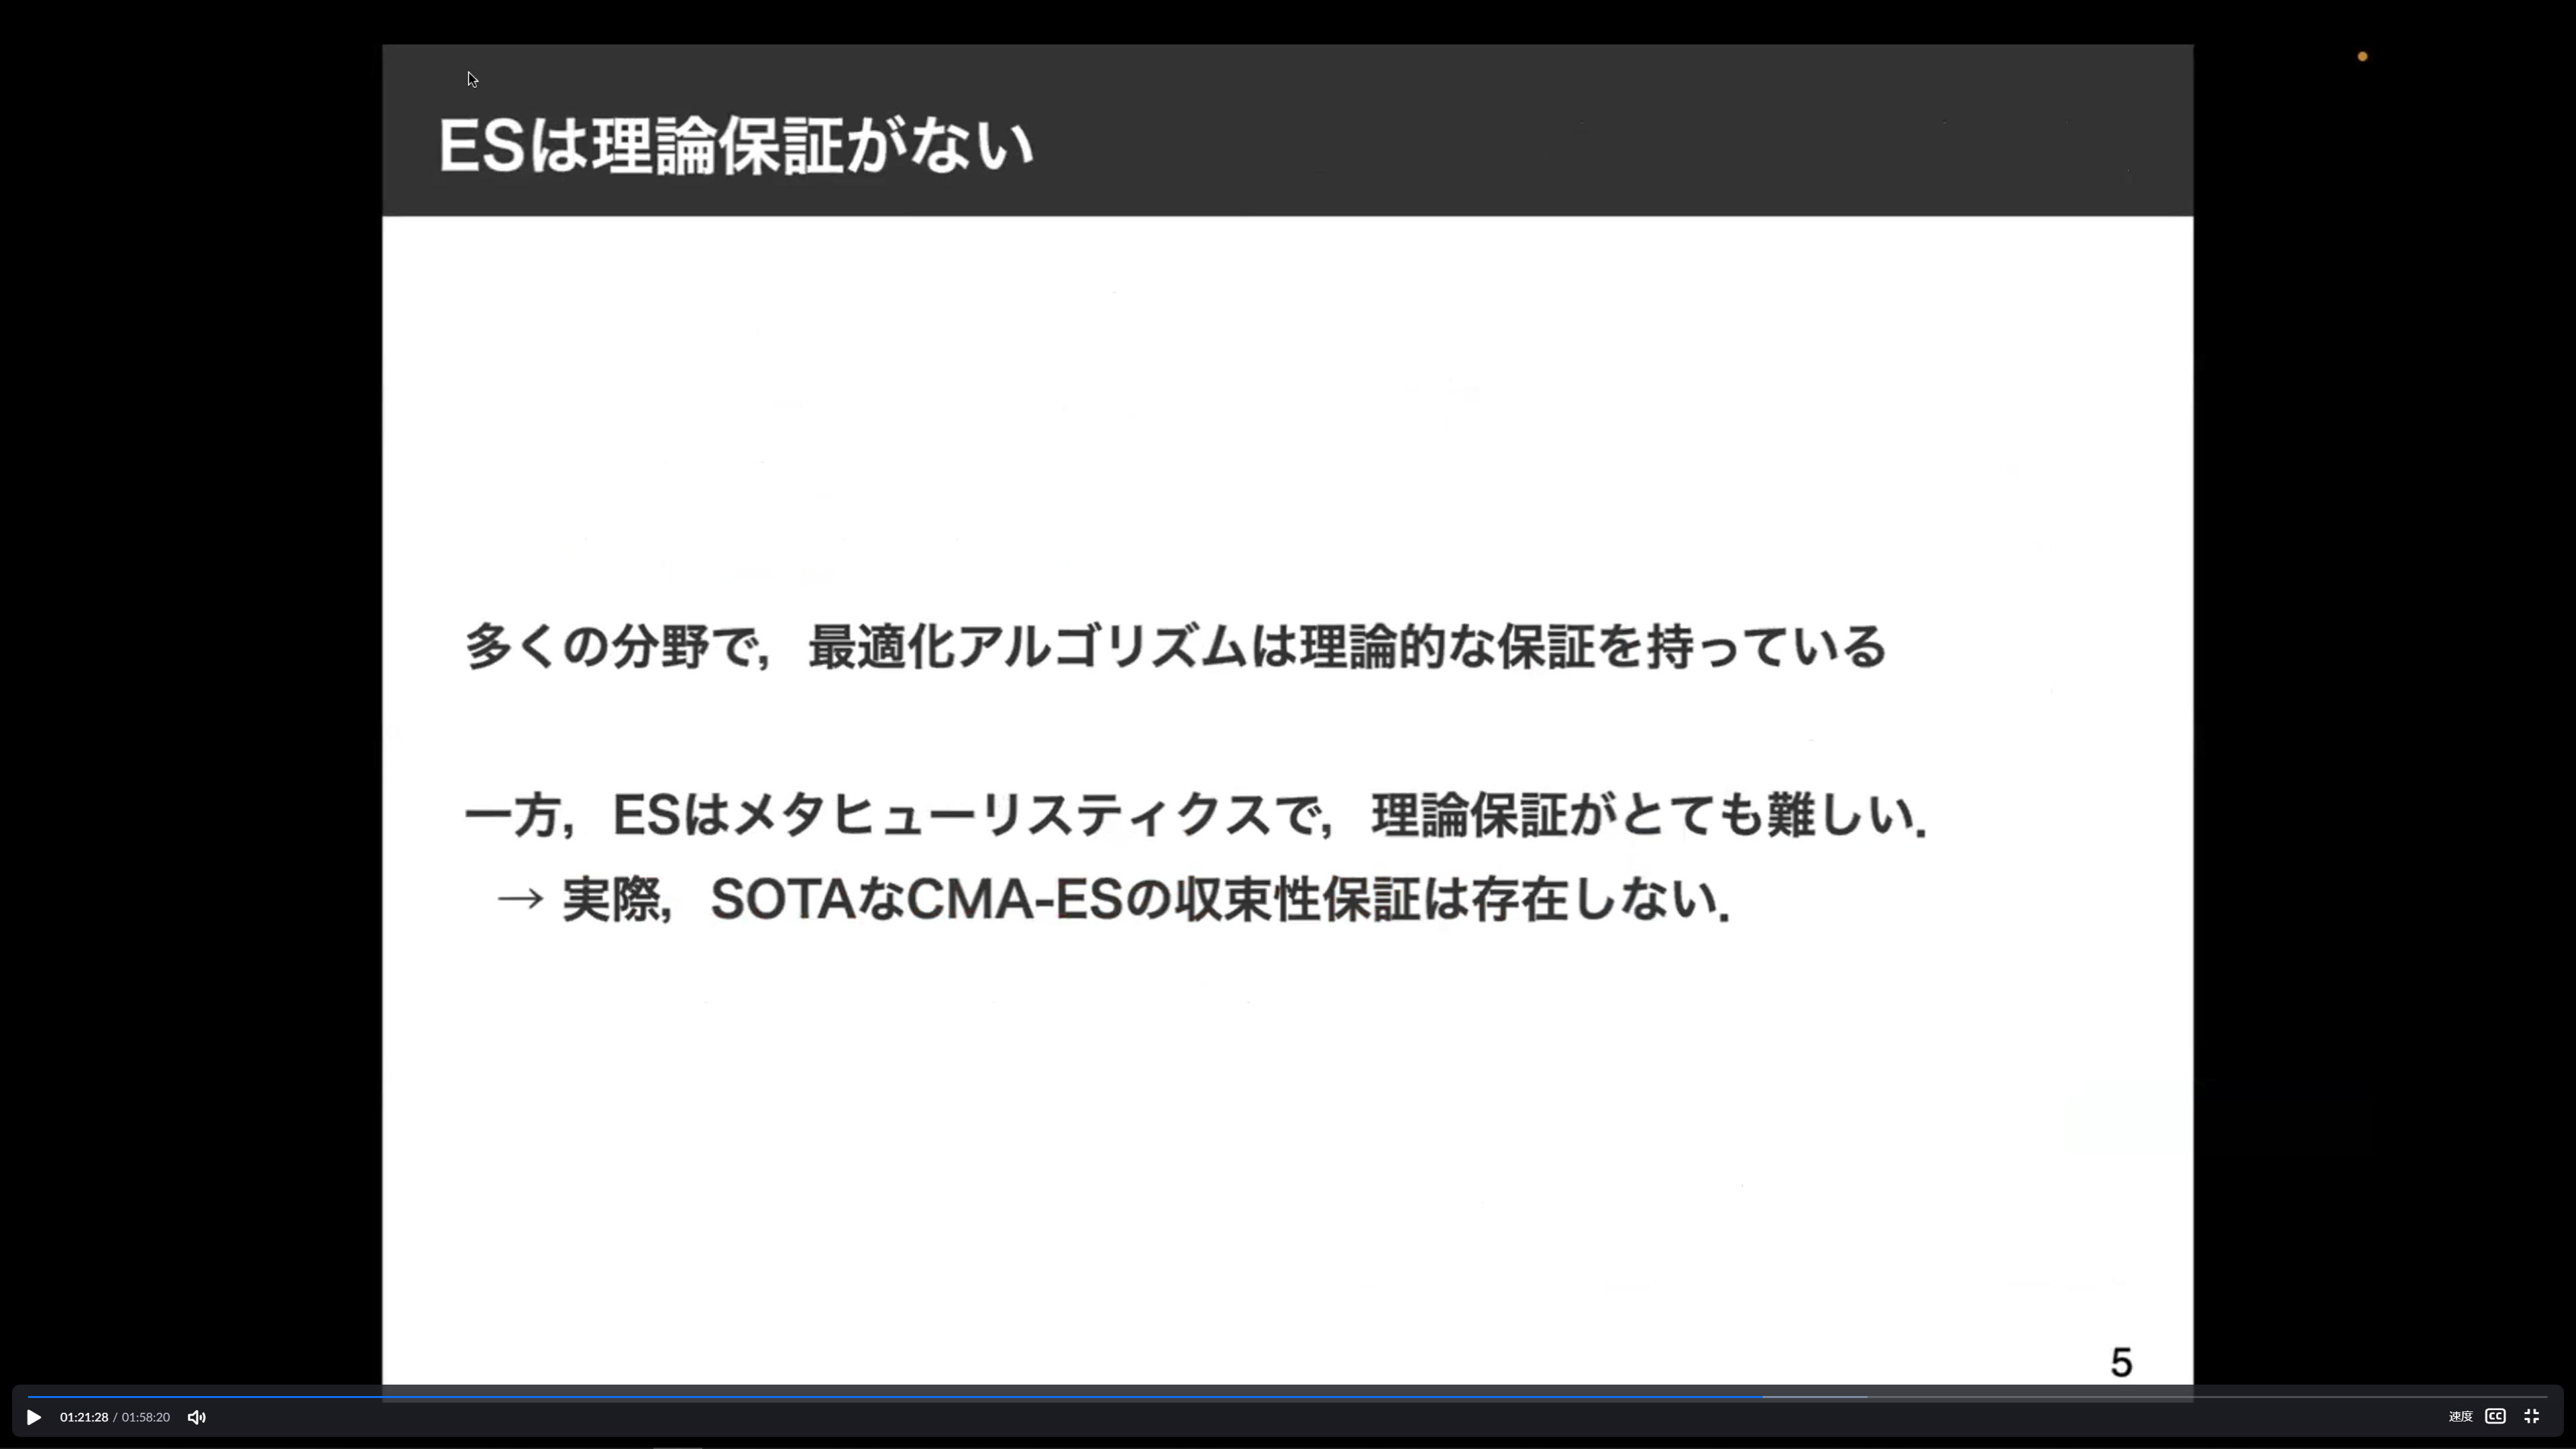 ESは理論保証がない
多くの分野で，最適化アルゴリズムは理論的な保証を持っている
一方，ESはメタヒューリスティクスで，理論保証がとても難しい．
→ 実際，SOTAなCMA-ESの収束性保証は存在しない．
5
01:21:28 / 01:58:20
速度
CC